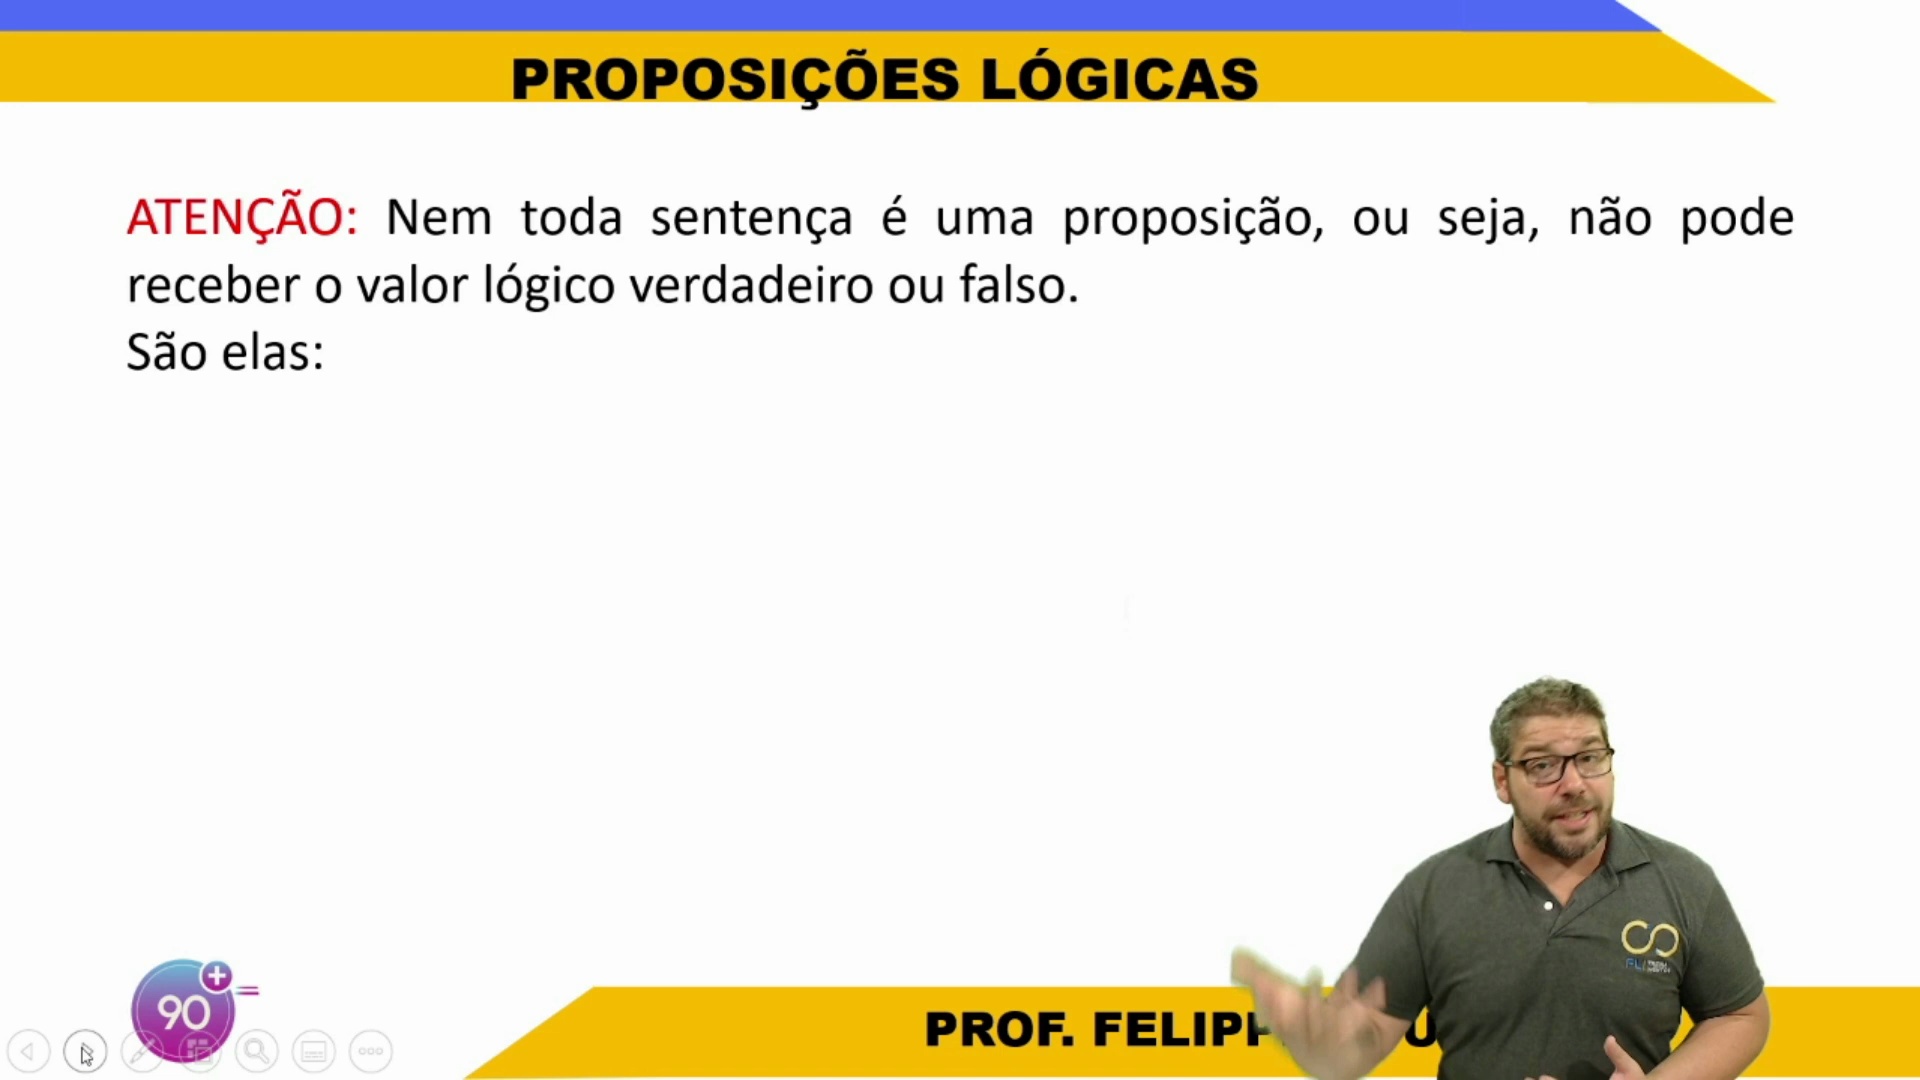 PROPOSIÇÕES LÓGICAS
ATENÇÃO: Nem toda sentença é uma proposição, ou seja, não pode
receber o valor lógico verdadeiro ou falso.
São elas:
90
PROF.